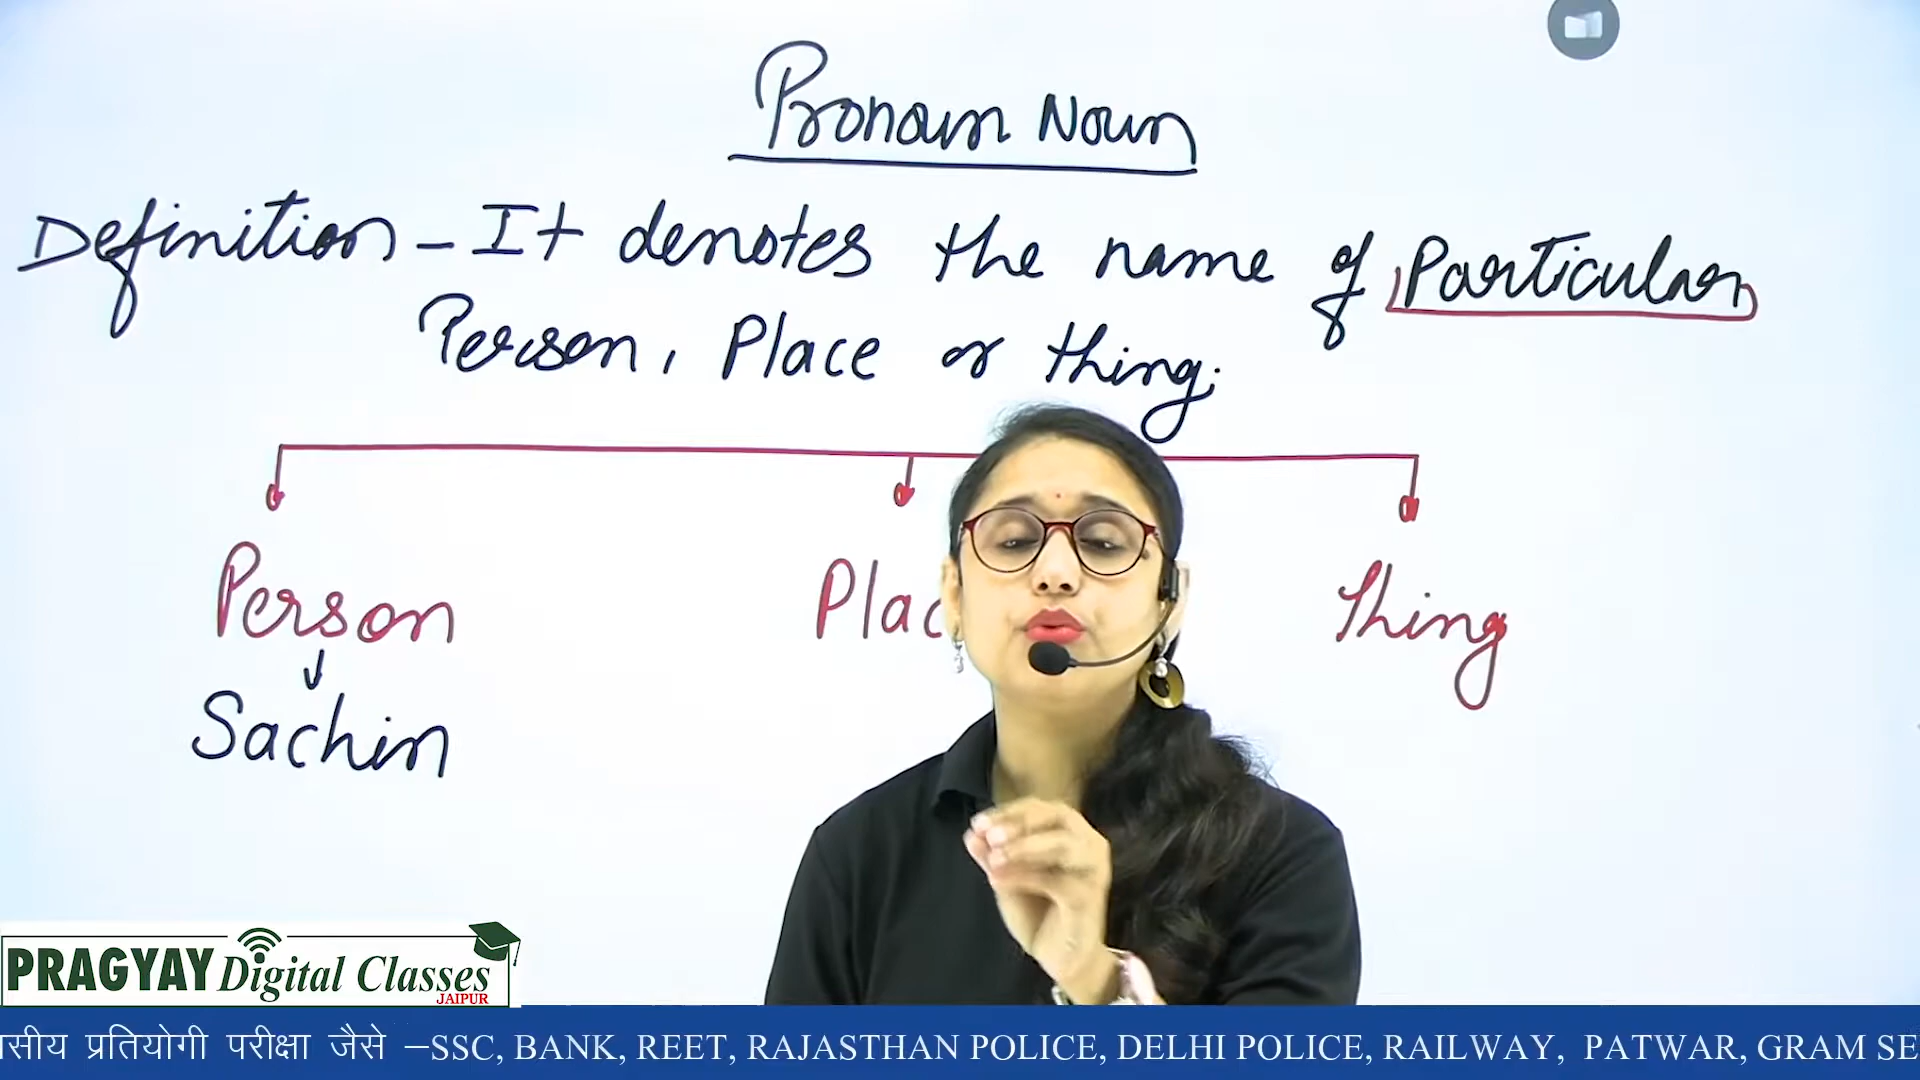 Pronoun Noun
Definition - It denotes the name of Particular
Person, Place or thing.
Person Plac thing
Sachin
PRAGYAY Digital Classes
JAIPUR
सीय प्रतियोगी परीक्षा जैसे –SSC, BANK, REET, RAJASTHAN POLICE, DELHI POLICE, RAILWAY, PATWAR, GRAM SE